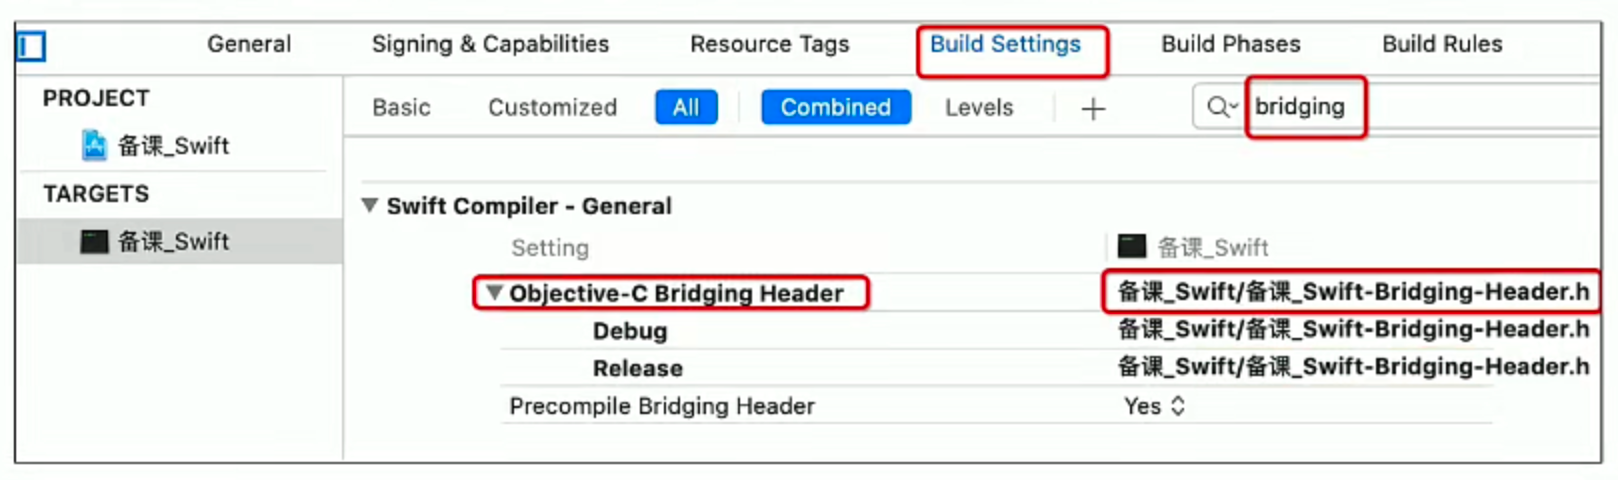 General Signing & Capabilities Resource Tags Build Settings Build Phases Build Rules
PROJECT
备课_Swift
TARGETS
备课_Swift
Basic Customized All Combined Levels + bridging
Swift Compiler - General
Setting 备课_Swift
Objective-C Bridging Header 备课_Swift/备课_Swift-Bridging-Header.h
Debug 备课_Swift/备课_Swift-Bridging-Header.h
Release 备课_Swift/备课_Swift-Bridging-Header.h
Precompile Bridging Header Yes